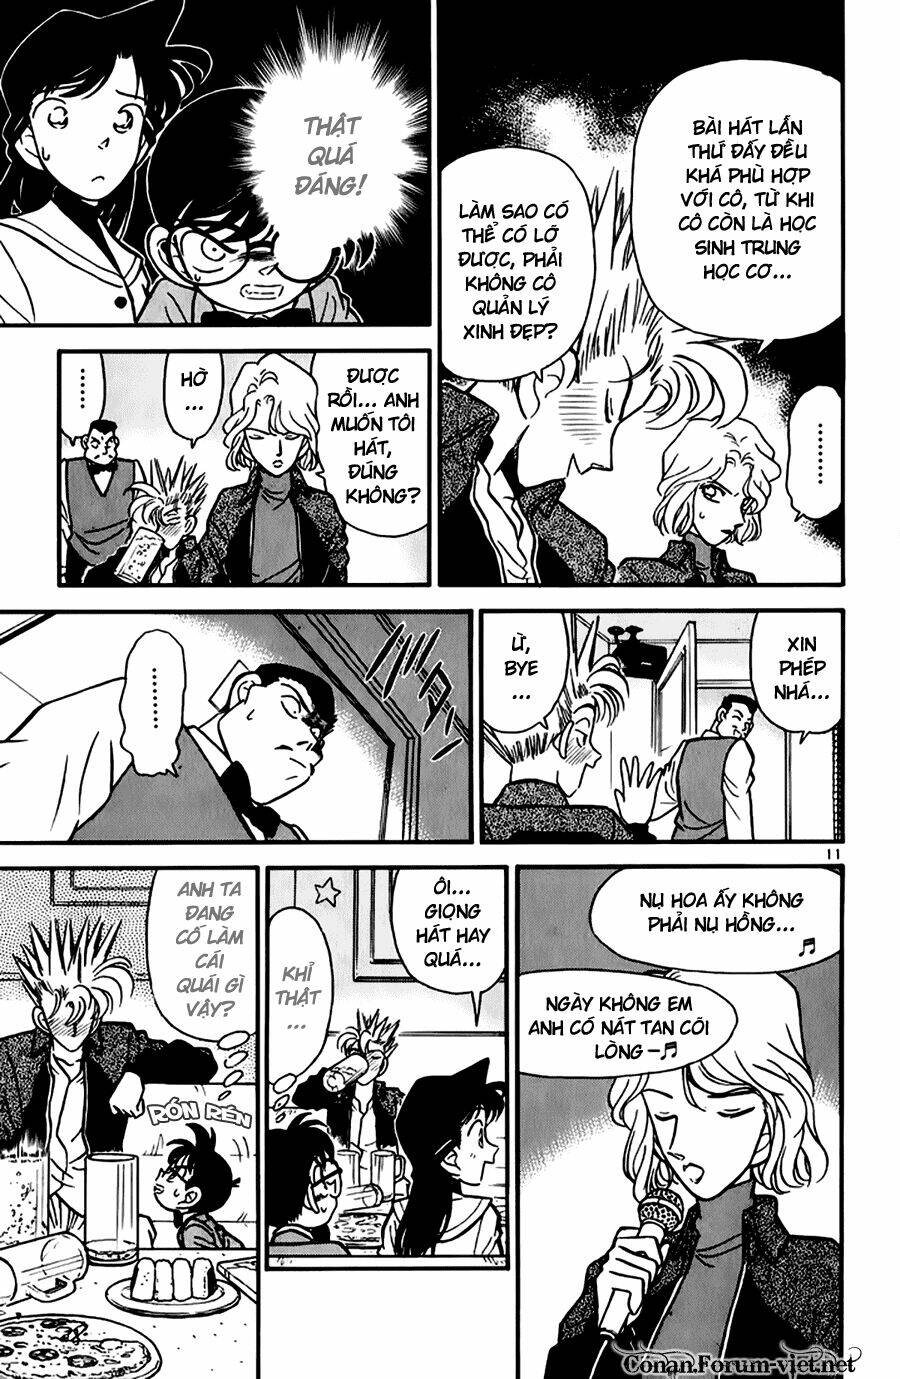 BÀI HÁT LẦN
THỨ ĐẤY ĐỀU
KHÁ PHÙ HỢP
VỚI CÔ, TỪ KHI
CÔ CÒN LÀ HỌC
SINH TRUNG
HỌC CƠ...
LÀM SAO CÓ
THỂ CÓ LỚ
ĐƯỢC, PHẢI
KHÔNG CÔ
QUẢN LÝ
XINH ĐẸP?
........
THẬT
QUÁ
ĐÁNG!
ĐƯỢC
RỒI... ANH
MUỐN TÔI
HÁT,
ĐÚNG
KHÔNG?
HỜ
...
......
XIN
PHÉP
NHÁ...
Ừ,
BYE
...
ガタン
........
11
NỤ HOA ẤY KHÔNG
PHẢI NỤ HỒNG...
NGÀY KHÔNG EM
ANH CÓ NÁT TAN CÕI
LÒNG –
ÔI...
GIỌNG
HÁT HAY
QUÁ...
KHỈ
THẬT
...
ANH TA
ĐANG
CỐ LÀM
CÁI
QUÁI GÌ
VẬY?
RÓN RÉN
Conan.Forum-viet.net